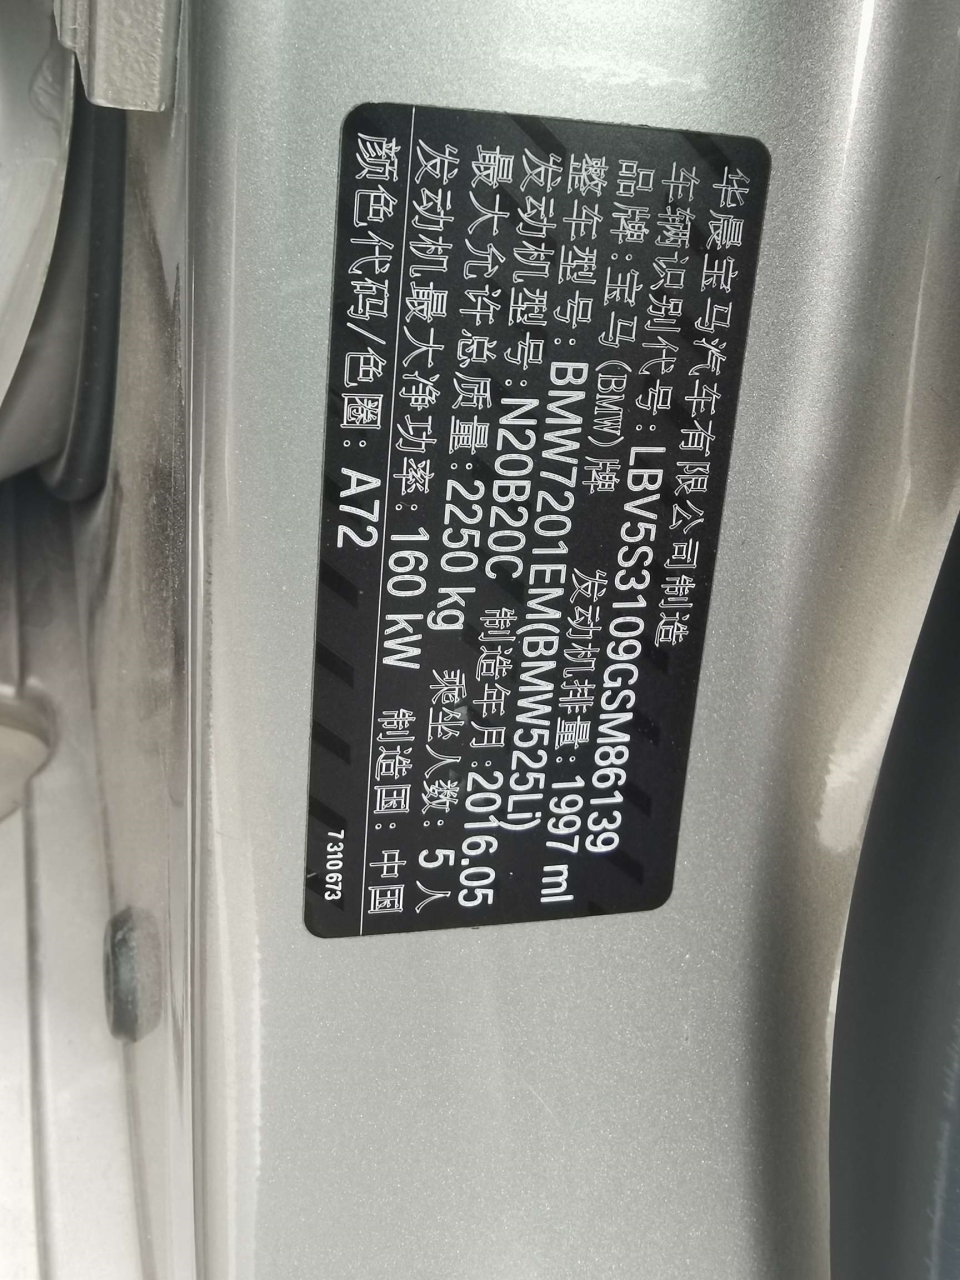 华晨宝马汽车有限公司制造
车辆识别代号:LBV5S3109GSM86139
品牌:宝马(BMW)牌 发动机排量:1997 ml
整车型号:BMW7201EM(BMW525Li)
发动机型号:N20B20C 制造年月:2016.05
最大允许总质量:2250 kg 乘坐人数:5 人
发动机最大净功率:160 kW 制造国:中国
颜色代码/色圈:A72
7310673